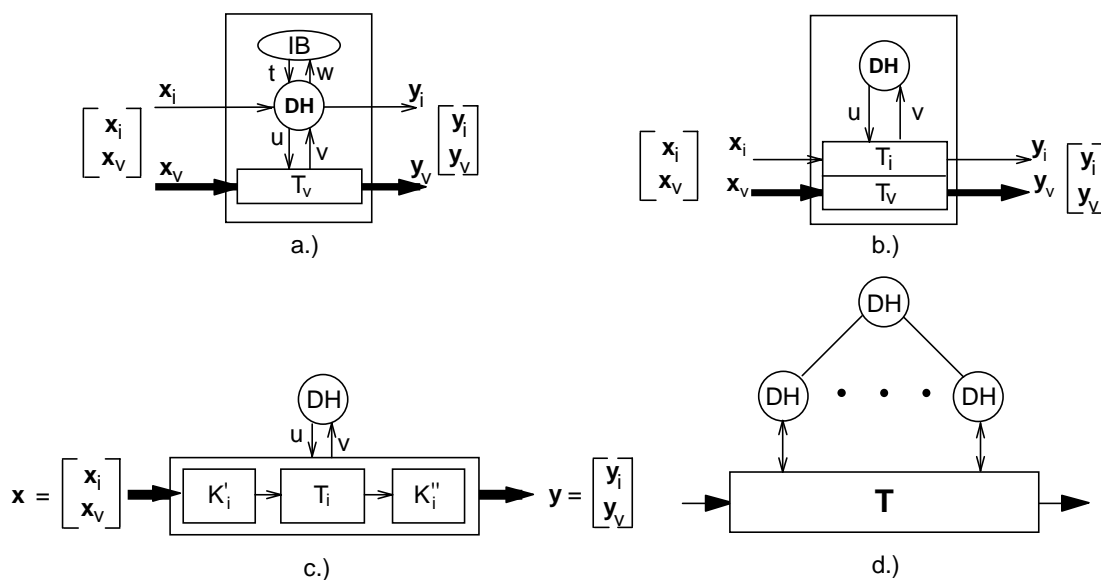 IB
t w
x_i DH y_i
[x_i x_v] u v [y_i y_v]
x_v T_v y_v
a.)
DH
u v
[x_i x_v] x_i T_i y_i [y_i y_v]
x_v T_v y_v
b.)
DH
u v
x = [x_i x_v] K'_i T_i K''_i y = [y_i y_v]
c.)
DH
DH • • • DH
T
d.)